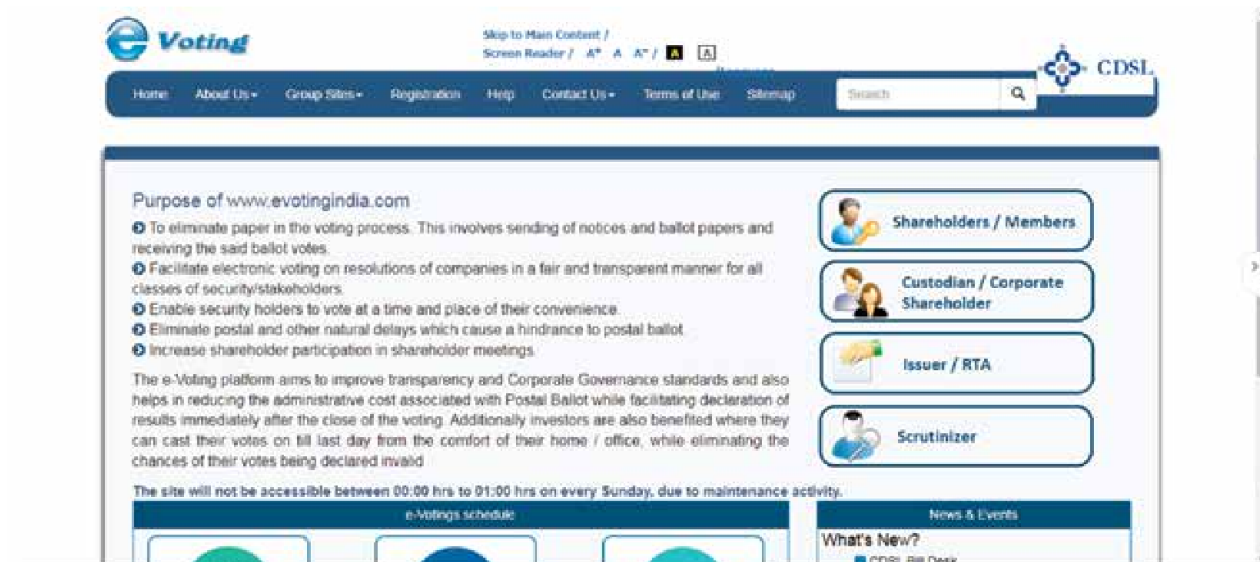 e Voting
Skip to Main Content /
Screen Reader / A+ A A- / A A
CDSL
Home About Us Group Sites Registration Help Contact Us Terms of Use Sitemap Search
Purpose of www.evotingindia.com
To eliminate paper in the voting process. This involves sending of notices and ballot papers and
receiving the said ballot votes.
Facilitate electronic voting on resolutions of companies in a fair and transparent manner for all
classes of security/stakeholders.
Enable security holders to vote at a time and place of their convenience.
Eliminate postal and other natural delays which cause a hindrance to postal ballot
Increase shareholder participation in shareholder meetings.
The e-Voting platform aims to improve transparency and Corporate Governance standards and also
helps in reducing the administrative cost associated with Postal Ballot while facilitating declaration of
results immediately after the close of the voting. Additionally investors are also benefited where they
can cast their votes on till last day from the comfort of their home / office, while eliminating the
chances of their votes being declared invalid
The site will not be accessible between 00:00 hrs to 01:00 hrs on every Sunday, due to maintenance activity.
Shareholders / Members
Custodian / Corporate
Shareholder
Issuer / RTA
Scrutinizer
e-Votings schedule
News & Events
What's New?
CDSL Bill Desk